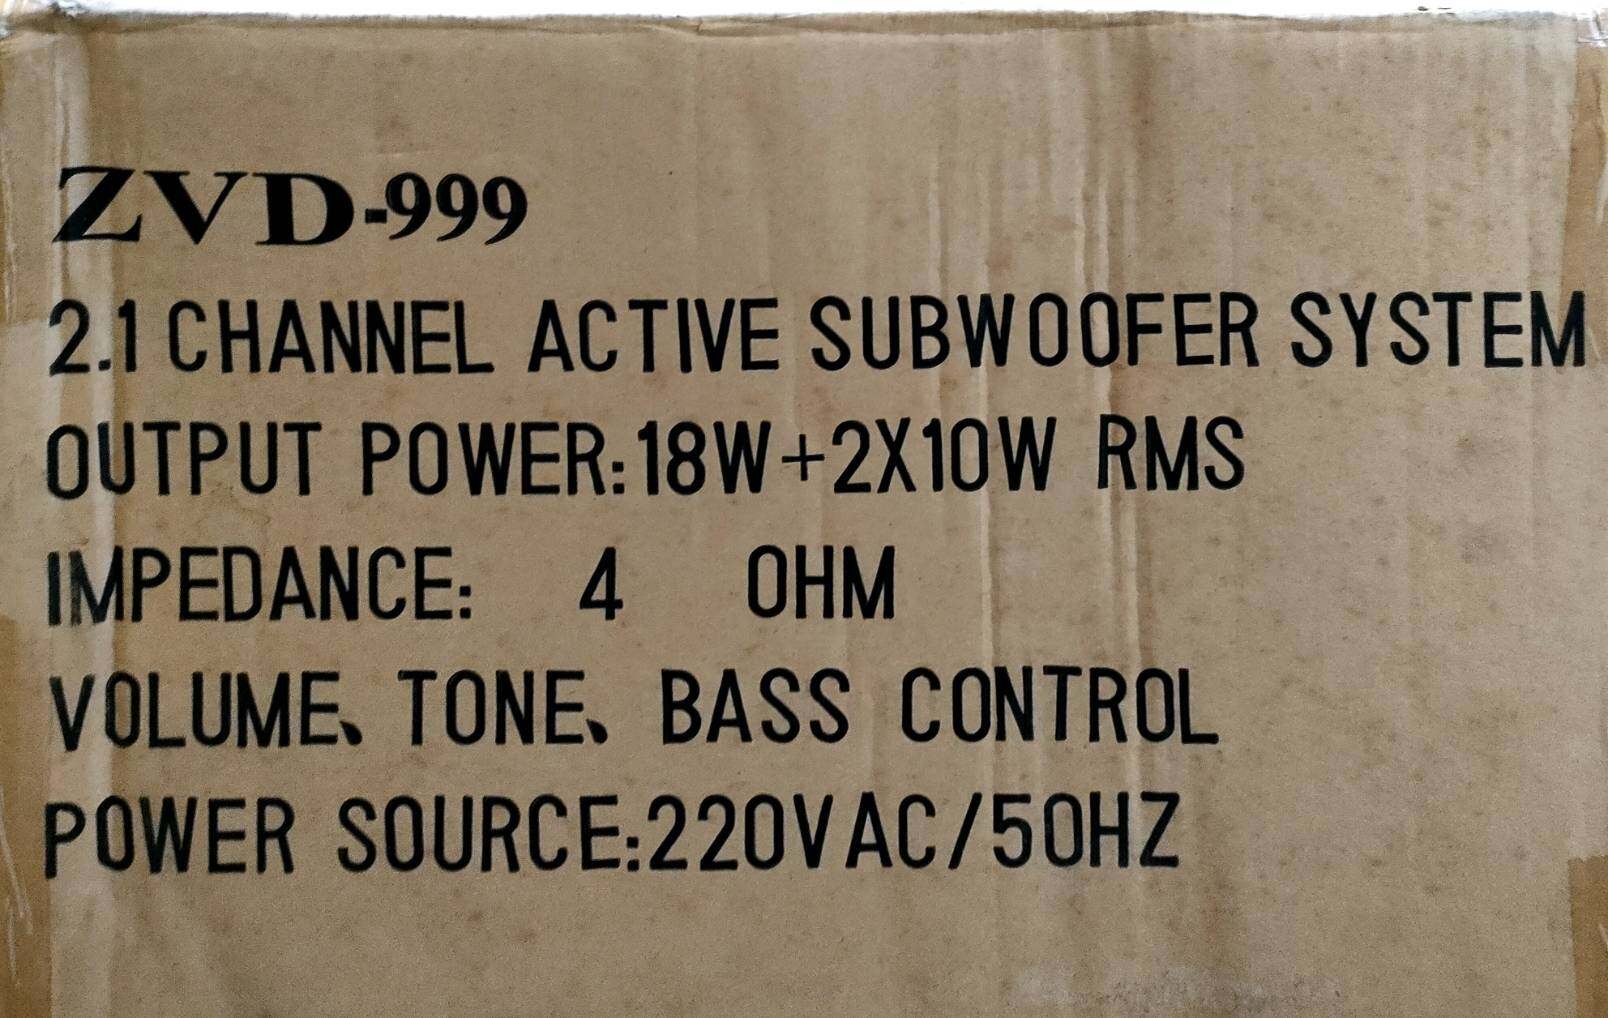 ZVD-999
2.1 CHANNEL ACTIVE SUBWOOFER SYSTEM
OUTPUT POWER:18W+2X10W RMS
IMPEDANCE: 4 OHM
VOLUME、TONE、BASS CONTROL
POWER SOURCE:220VAC/50HZ